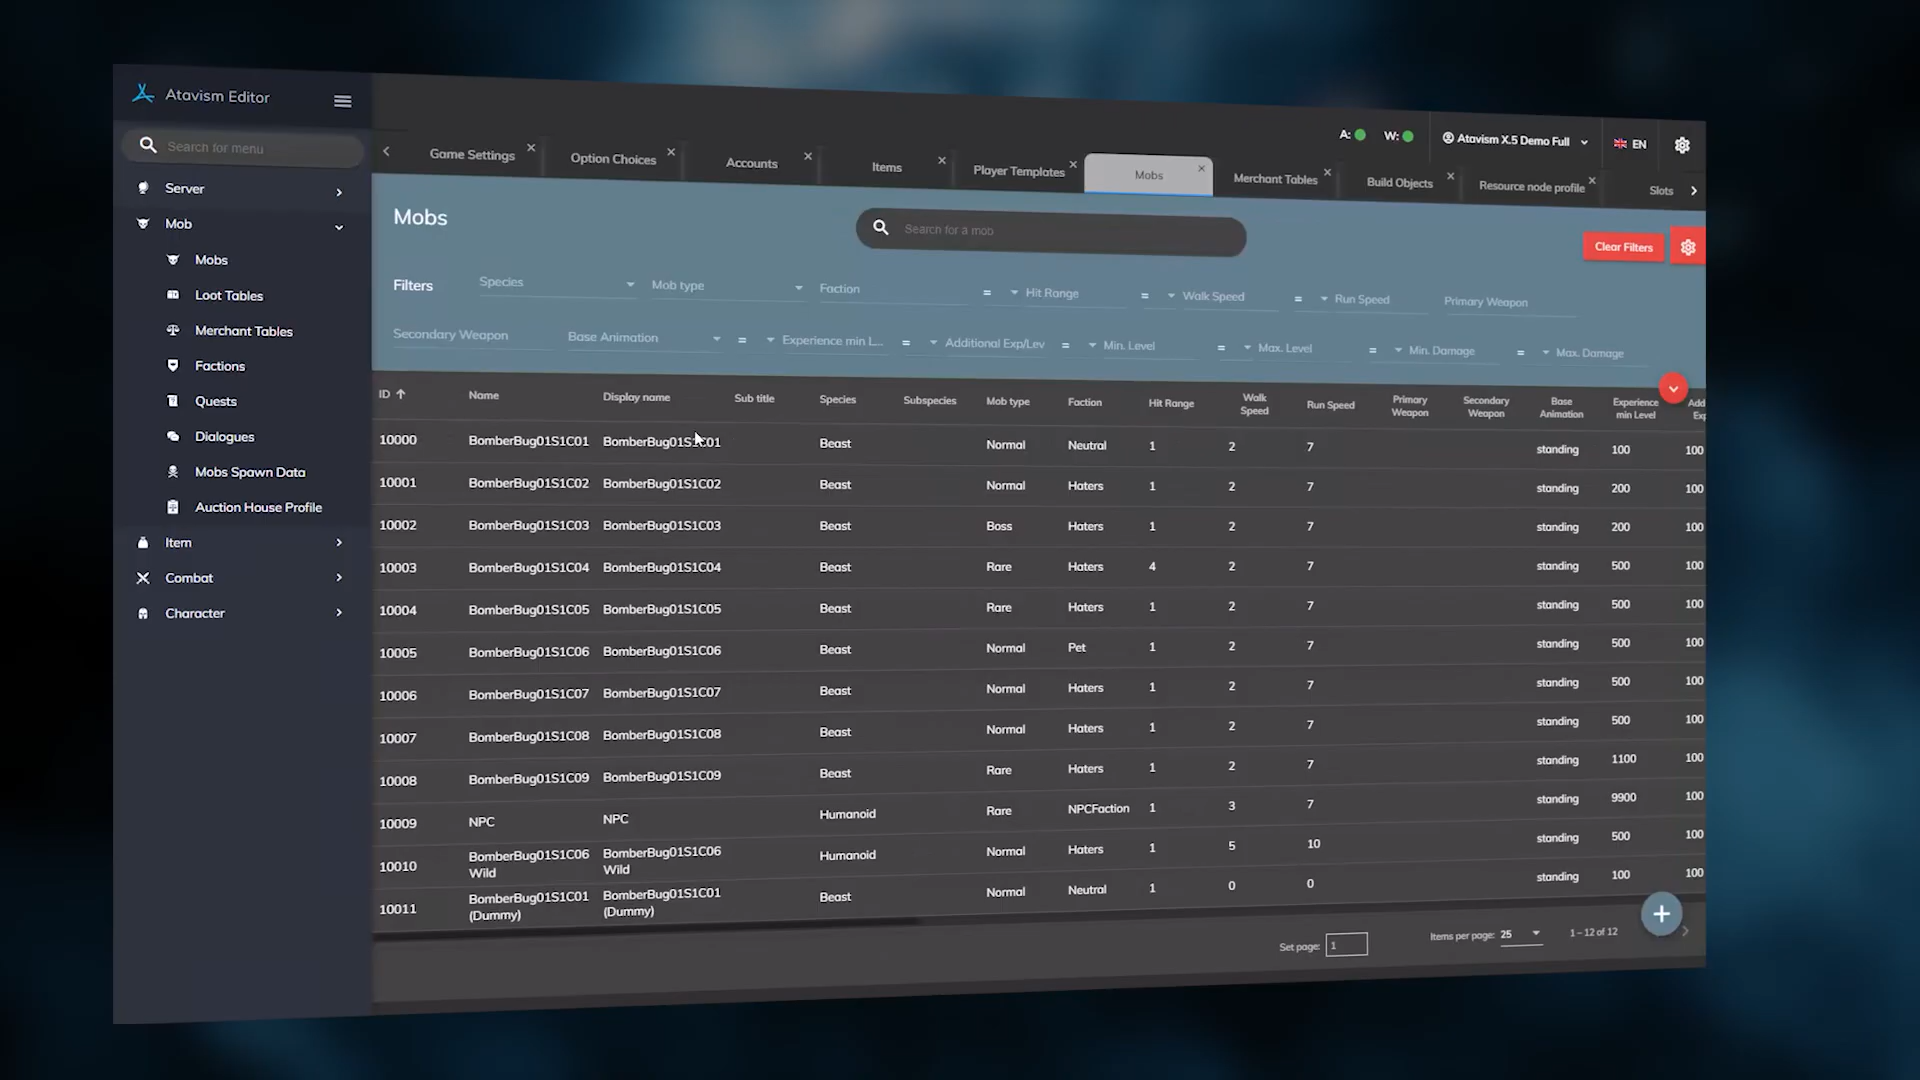 Atavism Editor
Search for menu
Server
Mob
Mobs
Loot Tables
Merchant Tables
Factions
Quests
Dialogues
Mobs Spawn Data
Auction House Profile
Item
Combat
Character
A: W: Atavism X.5 Demo Full EN
Game Settings Option Choices Accounts Items Player Templates Mobs Merchant Tables Build Objects Resource node profile Slots
Mobs
Search for a mob
Clear Filters
Filters Species Mob type Faction = Hit Range = Walk Speed = Run Speed Primary Weapon
Secondary Weapon Base Animation = Experience min L... = Additional Exp/Lev = Min. Level = Max. Level = Min. Damage = Max. Damage
ID Name Display name Sub title Species Subspecies Mob type Faction Hit Range Walk Speed Run Speed Primary Weapon Secondary Weapon Base Animation Experience min Level
10000 BomberBug01S1C01 BomberBug01S1C01 Beast Normal Neutral 1 2 7 standing 100 100
10001 BomberBug01S1C02 BomberBug01S1C02 Beast Normal Haters 1 2 7 standing 200 100
10002 BomberBug01S1C03 BomberBug01S1C03 Beast Boss Haters 1 2 7 standing 200 100
10003 BomberBug01S1C04 BomberBug01S1C04 Beast Rare Haters 4 2 7 standing 500 100
10004 BomberBug01S1C05 BomberBug01S1C05 Beast Rare Haters 1 2 7 standing 500 100
10005 BomberBug01S1C06 BomberBug01S1C06 Beast Normal Pet 1 2 7 standing 500 100
10006 BomberBug01S1C07 BomberBug01S1C07 Beast Normal Haters 1 2 7 standing 500 100
10007 BomberBug01S1C08 BomberBug01S1C08 Beast Normal Haters 1 2 7 standing 500 100
10008 BomberBug01S1C09 BomberBug01S1C09 Beast Rare Haters 1 2 7 standing 1100 100
10009 NPC NPC Humanoid Rare NPCFaction 1 3 7 standing 9900 100
10010 BomberBug01S1C06 Wild BomberBug01S1C06 Wild Humanoid Normal Haters 1 5 10 standing 500 100
10011 BomberBug01S1C01 (Dummy) BomberBug01S1C01 (Dummy) Beast Normal Neutral 1 0 0 standing 100 100
Set page: 1 Items per page: 25 1 – 12 of 12